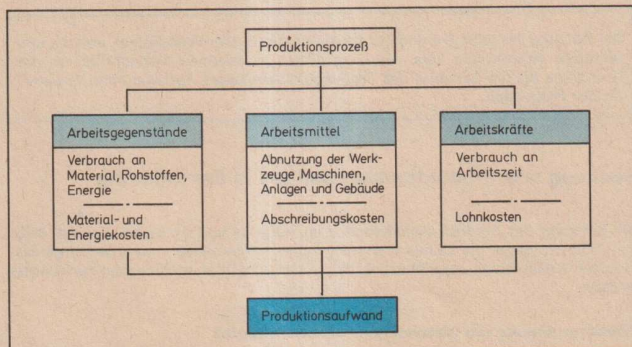 Produktionsprozeß
Arbeitsgegenstände
Verbrauch an
Material, Rohstoffen,
Energie
Material- und
Energiekosten
Arbeitsmittel
Abnutzung der Werk-
zeuge, Maschinen,
Anlagen und Gebäude
Abschreibungskosten
Arbeitskräfte
Verbrauch an
Arbeitszeit
Lohnkosten
Produktionsaufwand